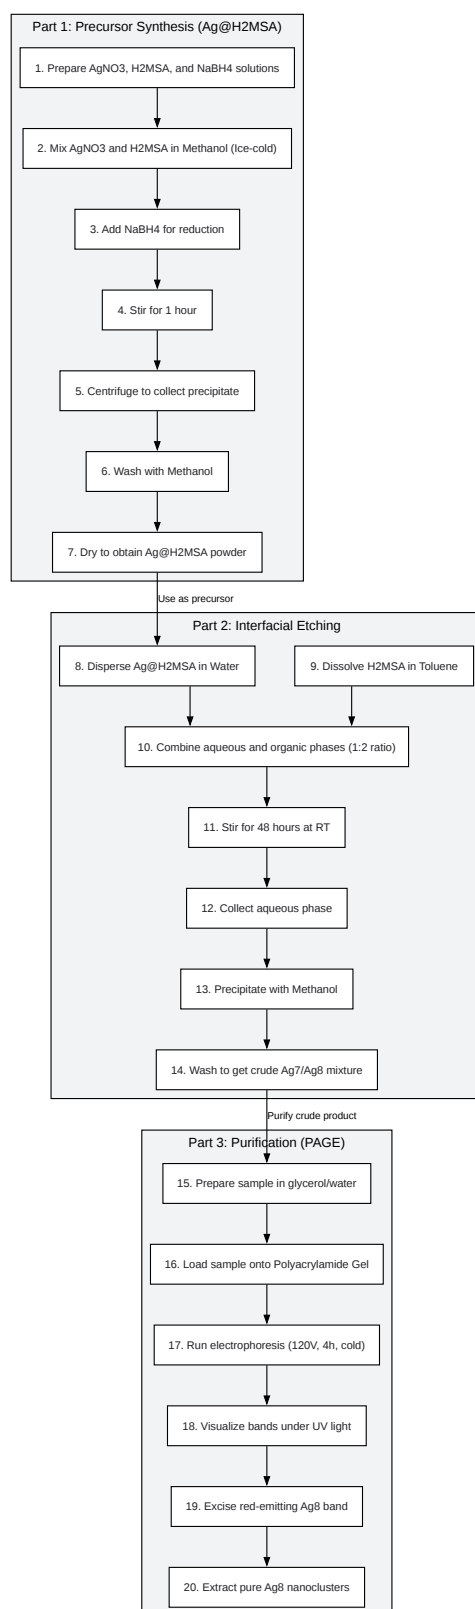 Part 1: Precursor Synthesis (Ag@H2MSA)
1. Prepare AgNO3, H2MSA, and NaBH4 solutions
2. Mix AgNO3 and H2MSA in Methanol (Ice-cold)
3. Add NaBH4 for reduction
4. Stir for 1 hour
5. Centrifuge to collect precipitate
6. Wash with Methanol
7. Dry to obtain Ag@H2MSA powder
Use as precursor
Part 2: Interfacial Etching
8. Disperse Ag@H2MSA in Water
9. Dissolve H2MSA in Toluene
10. Combine aqueous and organic phases (1:2 ratio)
11. Stir for 48 hours at RT
12. Collect aqueous phase
13. Precipitate with Methanol
14. Wash to get crude Ag7/Ag8 mixture
Purify crude product
Part 3: Purification (PAGE)
15. Prepare sample in glycerol/water
16. Load sample onto Polyacrylamide Gel
17. Run electrophoresis (120V, 4h, cold)
18. Visualize bands under UV light
19. Excise red-emitting Ag8 band
20. Extract pure Ag8 nanoclusters